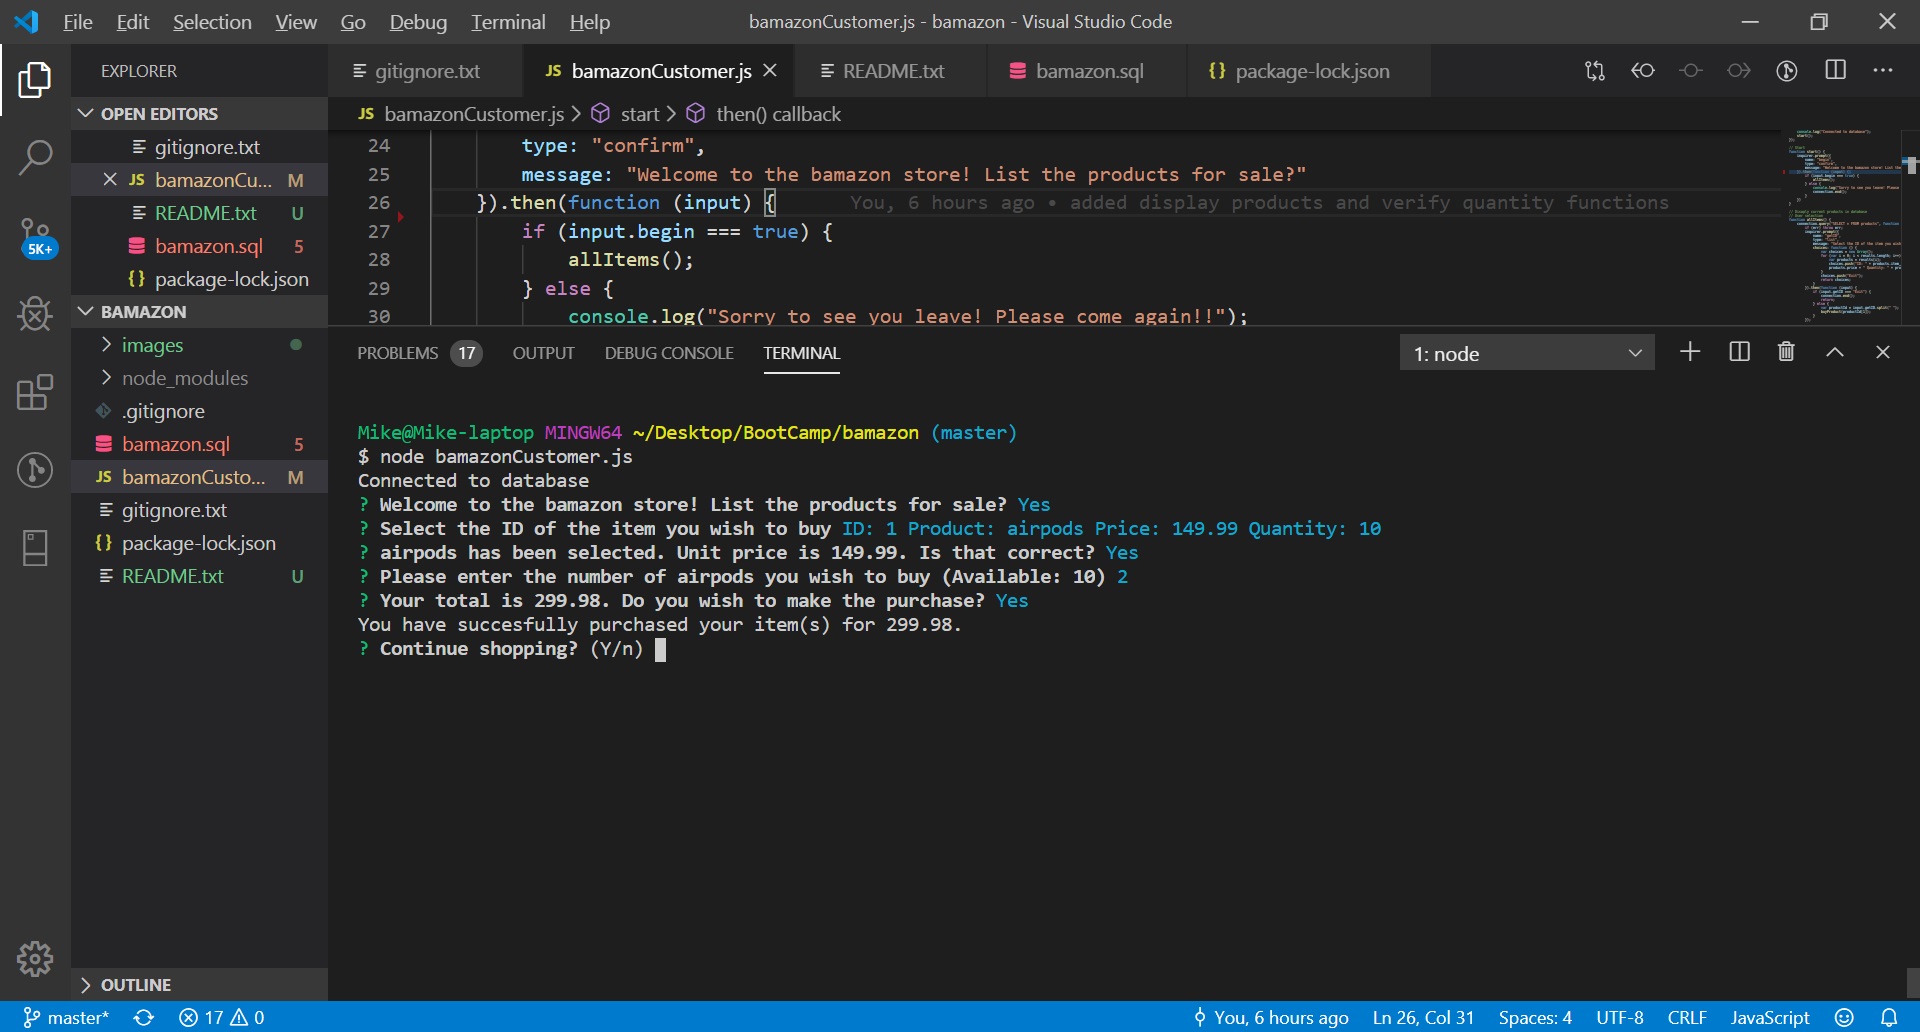 File Edit Selection View Go Debug Terminal Help bamazonCustomer.js - bamazon - Visual Studio Code
EXPLORER
gitignore.txt JS bamazonCustomer.js README.txt bamazon.sql {} package-lock.json
OPEN EDITORS
gitignore.txt
JS bamazonCu... M
README.txt U
bamazon.sql 5
{} package-lock.json
5K+
BAMAZON
images
node_modules
.gitignore
bamazon.sql 5
JS bamazonCusto... M
gitignore.txt
{} package-lock.json
README.txt U
OUTLINE
JS bamazonCustomer.js > start > then() callback
24 type: "confirm",
25 message: "Welcome to the bamazon store! List the products for sale?"
26 }).then(function (input) { You, 6 hours ago • added display products and verify quantity functions
27 if (input.begin === true) {
28 allItems();
29 } else {
30 console.log("Sorry to see you leave! Please come again!!");
PROBLEMS 17 OUTPUT DEBUG CONSOLE TERMINAL 1: node
Mike@Mike-laptop MINGW64 ~/Desktop/BootCamp/bamazon (master)
$ node bamazonCustomer.js
Connected to database
? Welcome to the bamazon store! List the products for sale? Yes
? Select the ID of the item you wish to buy ID: 1 Product: airpods Price: 149.99 Quantity: 10
? airpods has been selected. Unit price is 149.99. Is that correct? Yes
? Please enter the number of airpods you wish to buy (Available: 10) 2
? Your total is 299.98. Do you wish to make the purchase? Yes
You have succesfully purchased your item(s) for 299.98.
? Continue shopping? (Y/n)
master* 17 0 You, 6 hours ago Ln 26, Col 31 Spaces: 4 UTF-8 CRLF JavaScript